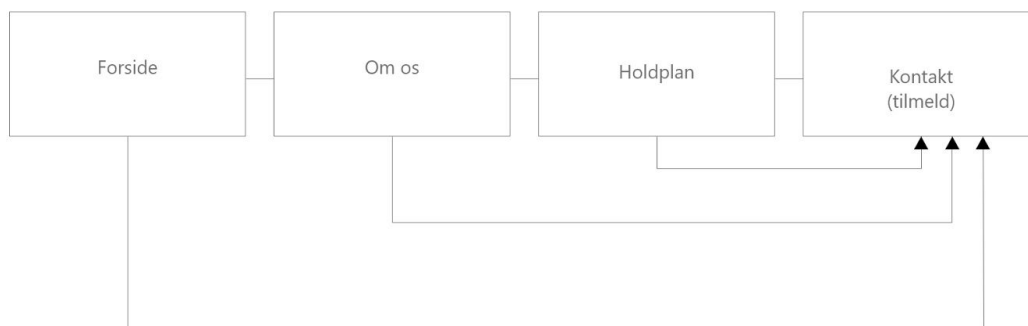 Forside
Om os
Holdplan
Kontakt
(tilmeld)